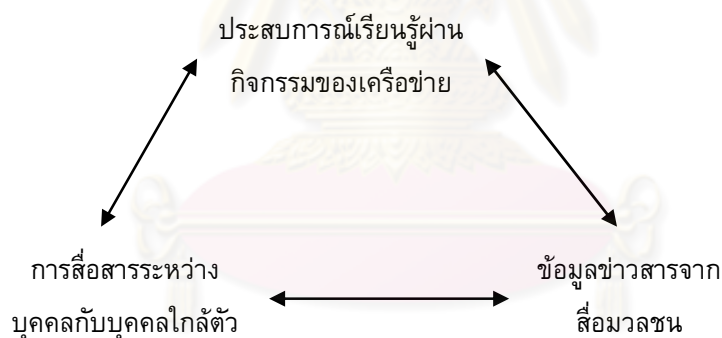 ประสบการณ์เรียนรู้ผ่าน
กิจกรรมของเครือข่าย
การสื่อสารระหว่าง
บุคคลกับบุคคลใกล้ตัว
ข้อมูลข่าวสารจาก
สื่อมวลชน